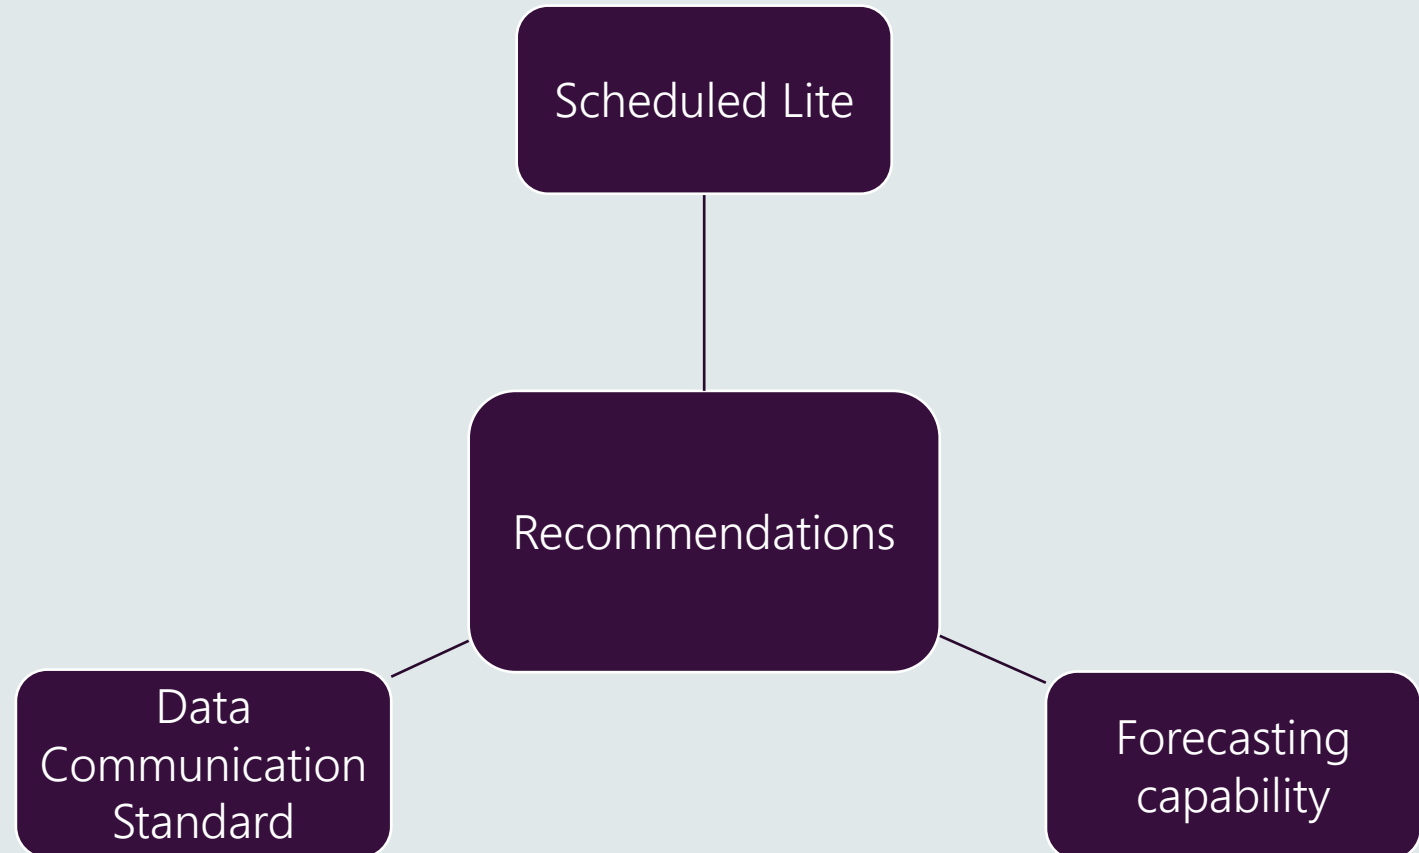 Scheduled Lite
Recommendations
Data
Communication
Standard
Forecasting
capability